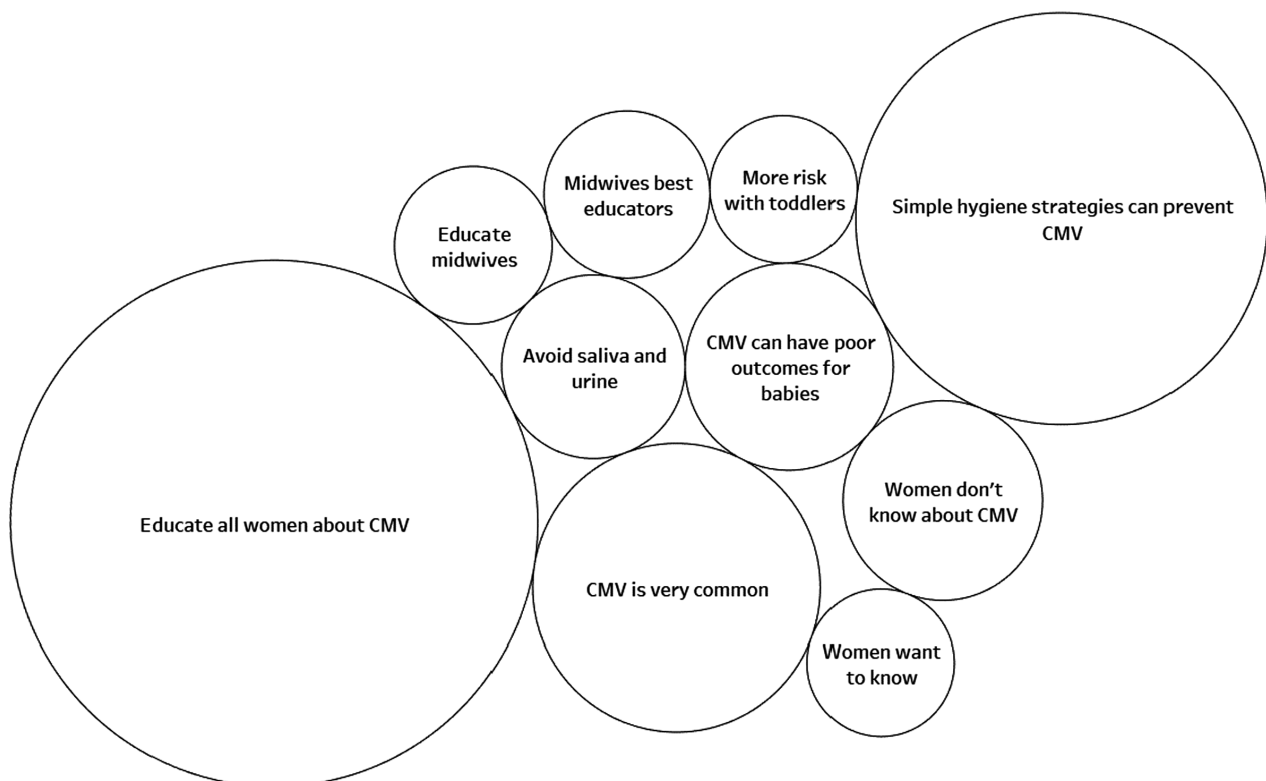 Midwives best
educators
More risk
with toddlers
Simple hygiene strategies can prevent
CMV
Educate
midwives
Avoid saliva and
urine
CMV can have poor
outcomes for
babies
Educate all women about CMV
Women don't
know about CMV
CMV is very common
Women want
to know